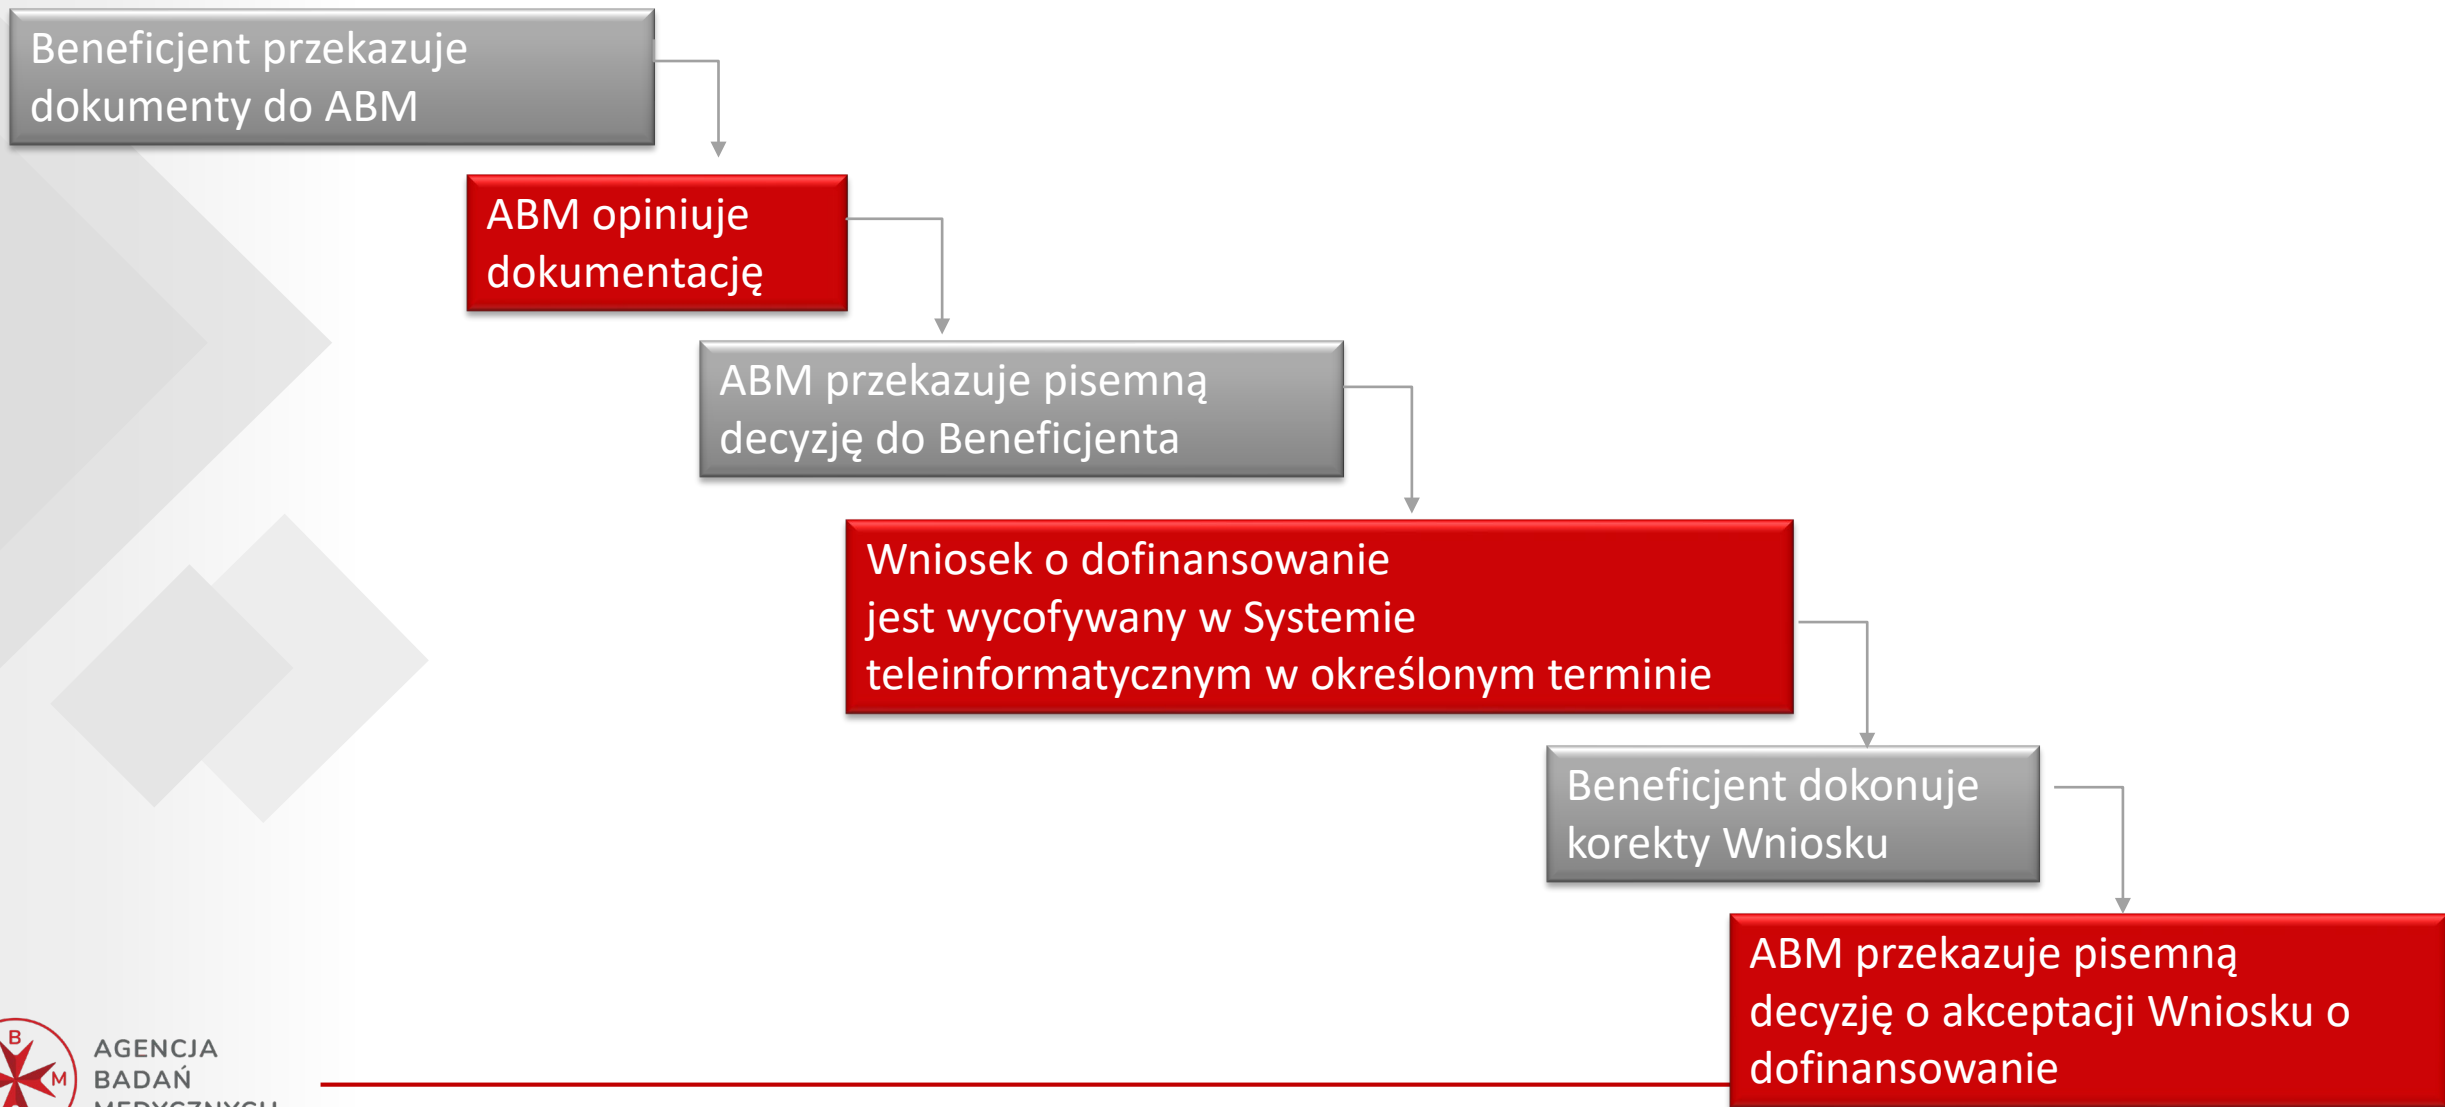 Beneficjent przekazuje
dokumenty do ABM
ABM opiniuje
dokumentację
ABM przekazuje pisemną
decyzję do Beneficjenta
Wniosek o dofinansowanie
jest wycofywany w Systemie
teleinformatycznym w określonym terminie
Beneficjent dokonuje
korekty Wniosku
ABM przekazuje pisemną
decyzję o akceptacji Wniosku o
dofinansowanie
B
M
AGENCJA
BADAŃ
MEDYCZNYCH